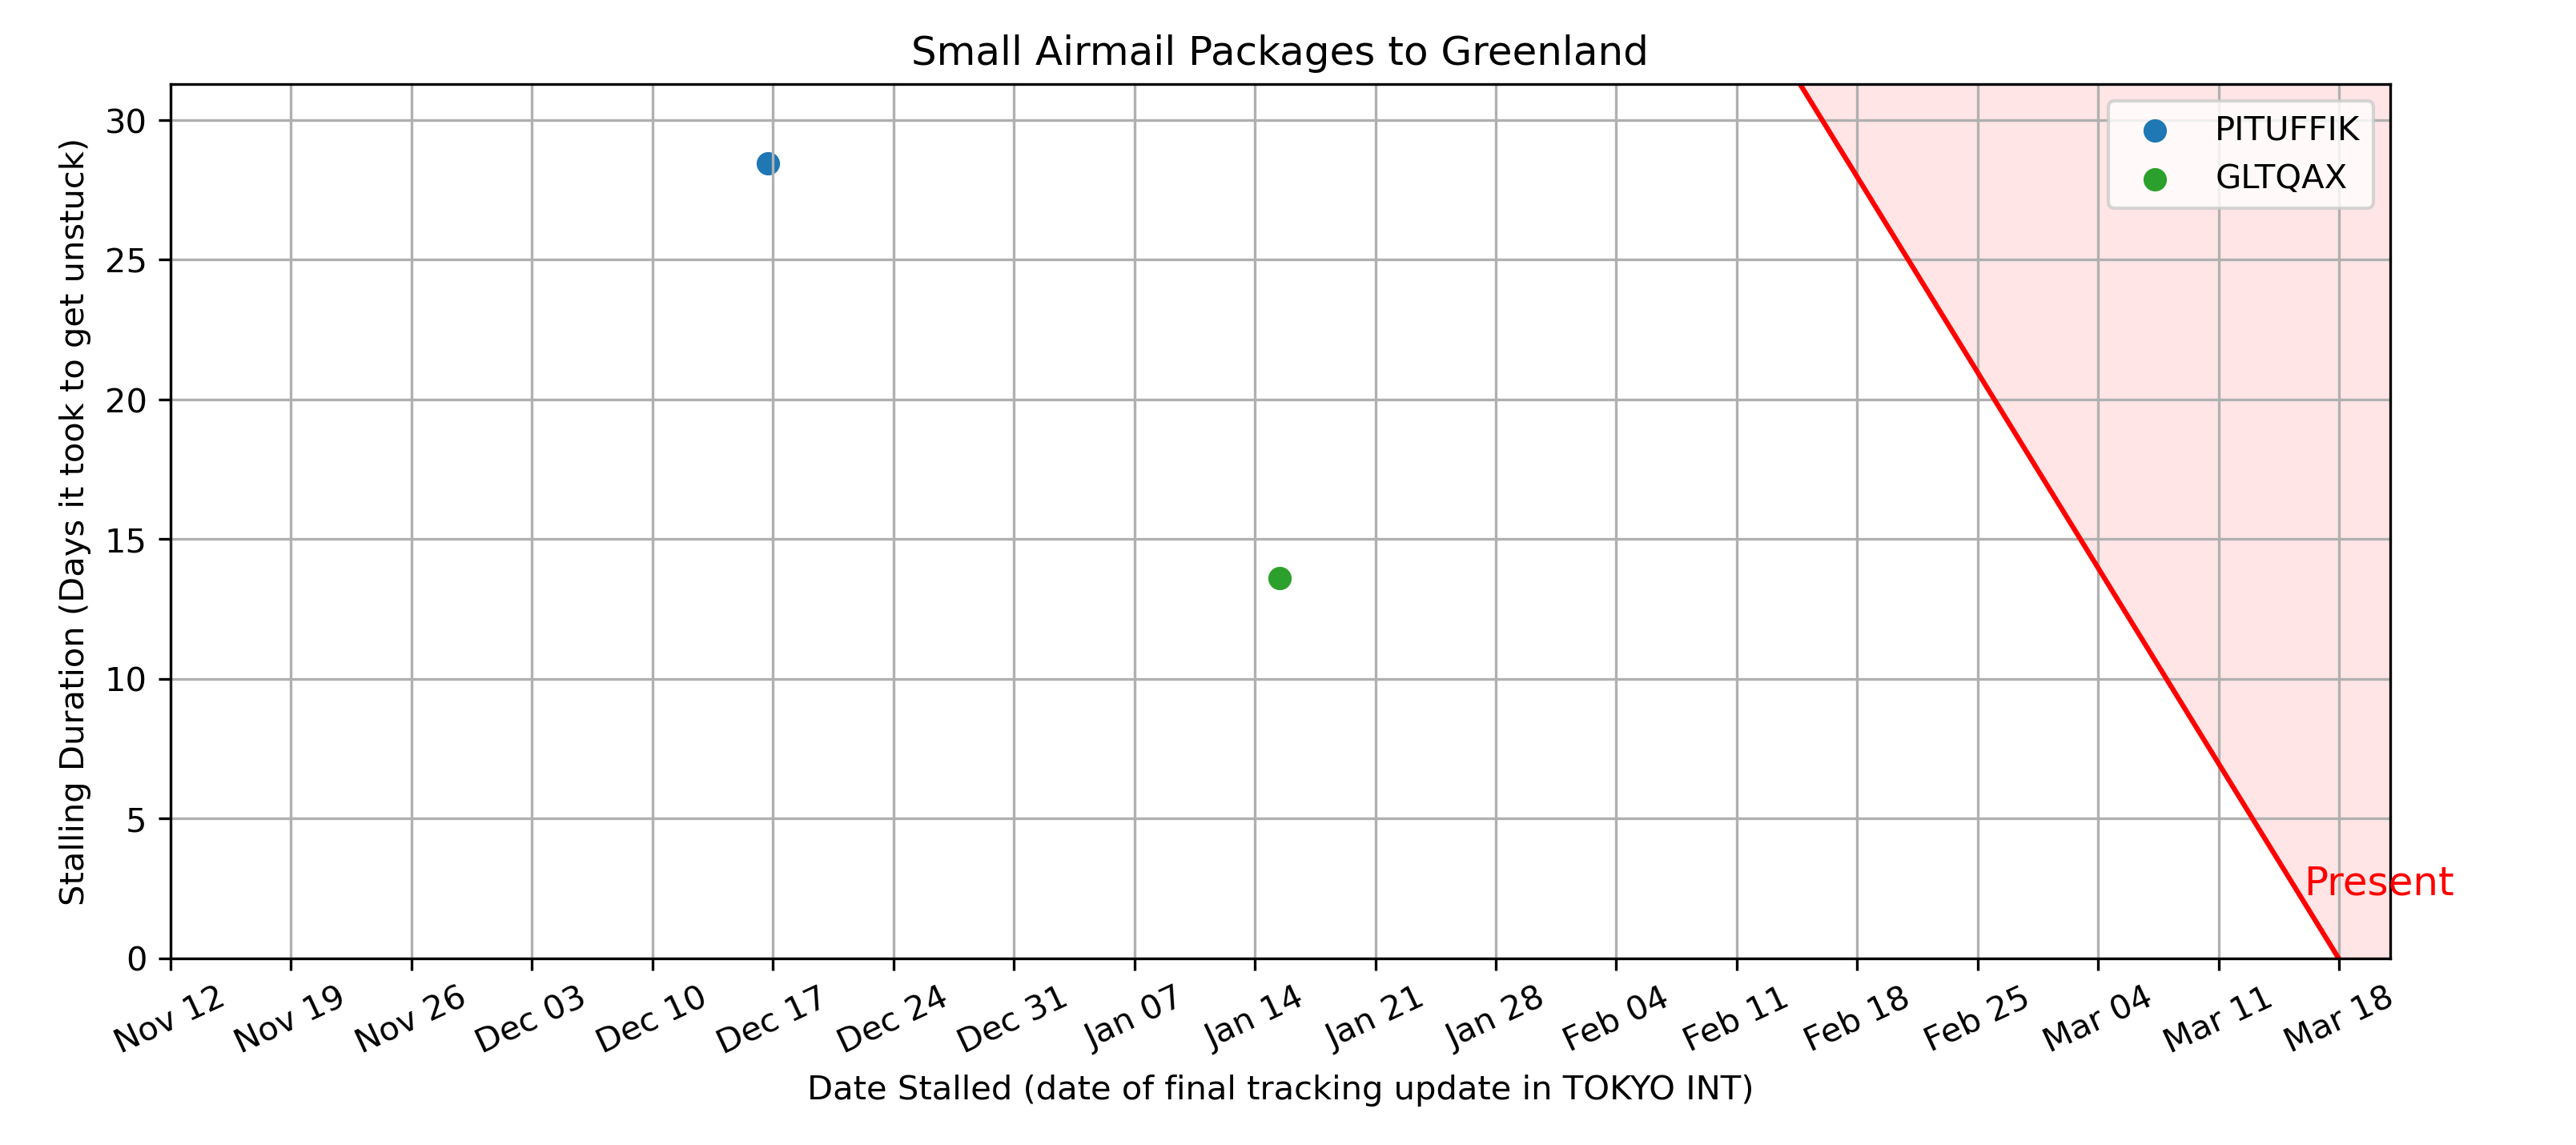 Small Airmail Packages to Greenland
PITUFFIK
GLTQAX
Stalling Duration (Days it took to get unstuck)
30
25
20
15
10
5
0
Present
Nov 12
Nov 19
Nov 26
Dec 03
Dec 10
Dec 17
Dec 24
Dec 31
Jan 07
Jan 14
Jan 21
Jan 28
Feb 04
Feb 11
Feb 18
Feb 25
Mar 04
Mar 11
Mar 18
Date Stalled (date of final tracking update in TOKYO INT)